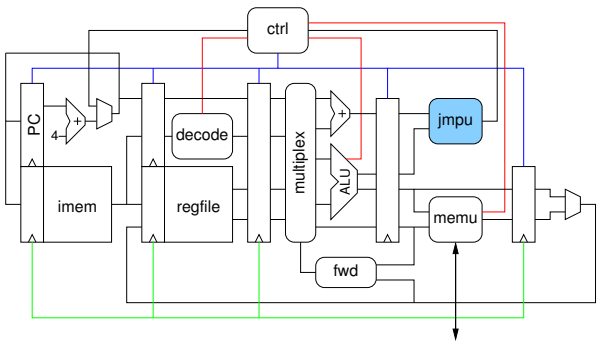 ctrl
PC
4
+
decode
multiplex
+
ALU
jmpu
imem
regfile
memu
fwd